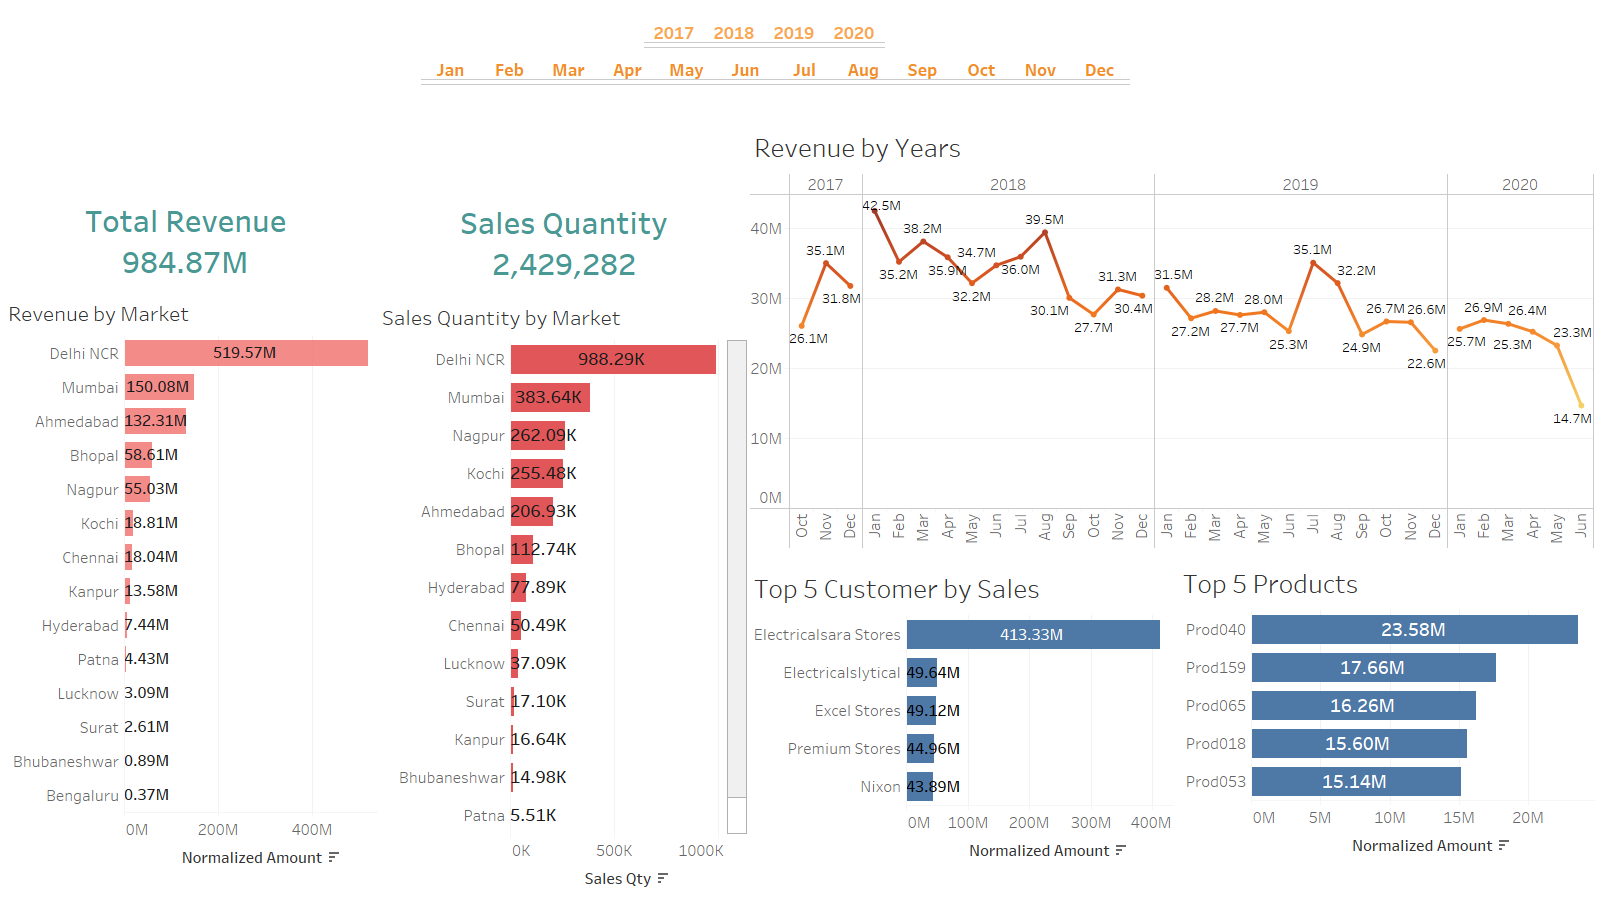 2017 2018 2019 2020
Jan Feb Mar Apr May Jun Jul Aug Sep Oct Nov Dec
Total Revenue
984.87M
Sales Quantity
2,429,282
Revenue by Market
Delhi NCR 519.57M
Mumbai 150.08M
Ahmedabad 132.31M
Bhopal 58.61M
Nagpur 55.03M
Kochi 18.81M
Chennai 18.04M
Kanpur 13.58M
Hyderabad 7.44M
Patna 4.43M
Lucknow 3.09M
Surat 2.61M
Bhubaneshwar 0.89M
Bengaluru 0.37M
0M 200M 400M
Normalized Amount
Sales Quantity by Market
Delhi NCR 988.29K
Mumbai 383.64K
Nagpur 262.09K
Kochi 255.48K
Ahmedabad 206.93K
Bhopal 112.74K
Hyderabad 77.89K
Chennai 50.49K
Lucknow 37.09K
Surat 17.10K
Kanpur 16.64K
Bhubaneshwar 14.98K
Patna 5.51K
0K 500K 1000K
Sales Qty
Revenue by Years
2017 2018 2019 2020
40M
30M
20M
10M
0M
26.1M 35.1M 31.8M
42.5M 35.2M 38.2M 35.9M 32.2M 34.7M 36.0M 39.5M 30.1M 27.7M 31.3M 30.4M
31.5M 27.2M 28.2M 27.7M 28.0M 25.3M 35.1M 32.2M 24.9M 26.7M 26.6M 22.6M
25.7M 26.9M 25.3M 26.4M 23.3M 14.7M
Oct Nov Dec Jan Feb Mar Apr May Jun Jul Aug Sep Oct Nov Dec Jan Feb Mar Apr May Jun Jul Aug Sep Oct Nov Dec Jan Feb Mar Apr May Jun
Top 5 Customer by Sales
Electricalsara Stores 413.33M
Electricalslytical 49.64M
Excel Stores 49.12M
Premium Stores 44.96M
Nixon 43.89M
0M 100M 200M 300M 400M
Normalized Amount
Top 5 Products
Prod040 23.58M
Prod159 17.66M
Prod065 16.26M
Prod018 15.60M
Prod053 15.14M
0M 5M 10M 15M 20M
Normalized Amount